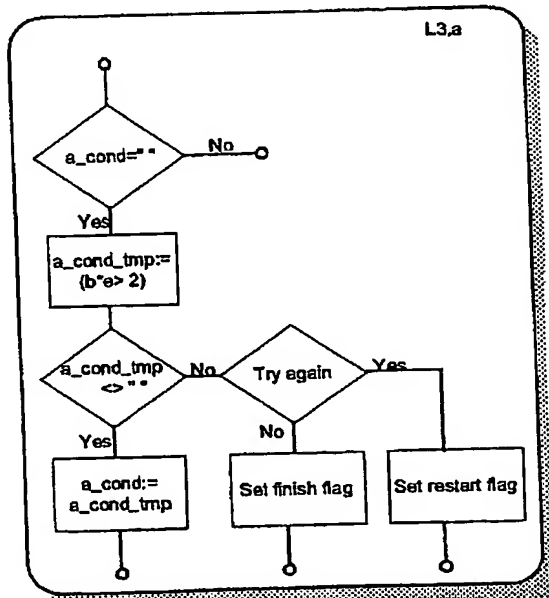 L3,a
a_cond=" "
No
Yes
a_cond_tmp:=
(b*e> 2)
a_cond_tmp
<> " "
No
Try again
Yes
Yes
No
a_cond:=
a_cond_tmp
Set finish flag
Set restart flag